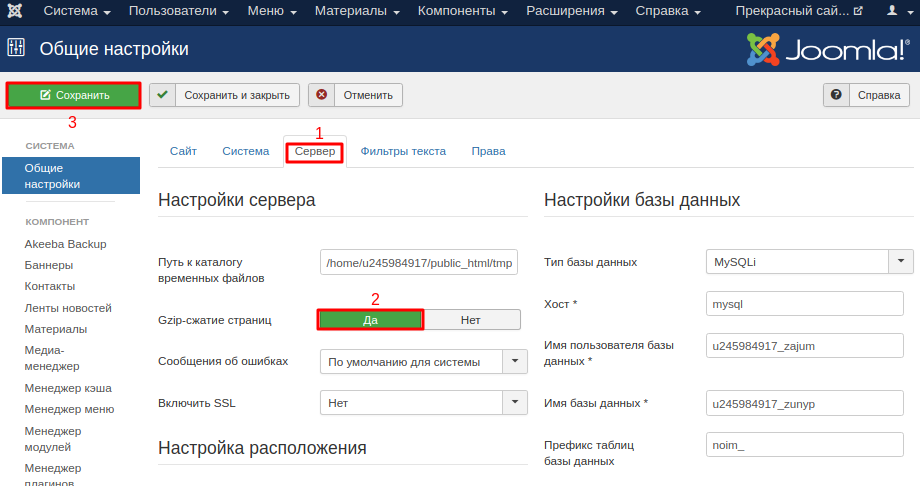 Система Пользователи Меню Материалы Компоненты Расширения Справка Прекрасный сай...
Общие настройки
Joomla!®
Сохранить
Сохранить и закрыть
Отменить
Справка
3
1
СИСТЕМА
Общие
настройки
КОМПОНЕНТ
Akeeba Backup
Баннеры
Контакты
Ленты новостей
Материалы
Медиа-
менеджер
Менеджер кэша
Менеджер меню
Менеджер
модулей
Менеджер
плагинов
Сайт Система Сервер Фильтры текста Права
Настройки сервера
Путь к каталогу
временных файлов
/home/u245984917/public_html/tmp
2
Gzip-сжатие страниц
Да
Нет
Сообщения об ошибках
По умолчанию для системы
Включить SSL
Нет
Настройка расположения
Настройки базы данных
Тип базы данных
MySQLi
Хост *
mysql
Имя пользователя базы
данных *
u245984917_zajum
Имя базы данных *
u245984917_zunyp
Префикс таблиц
базы данных
noim_